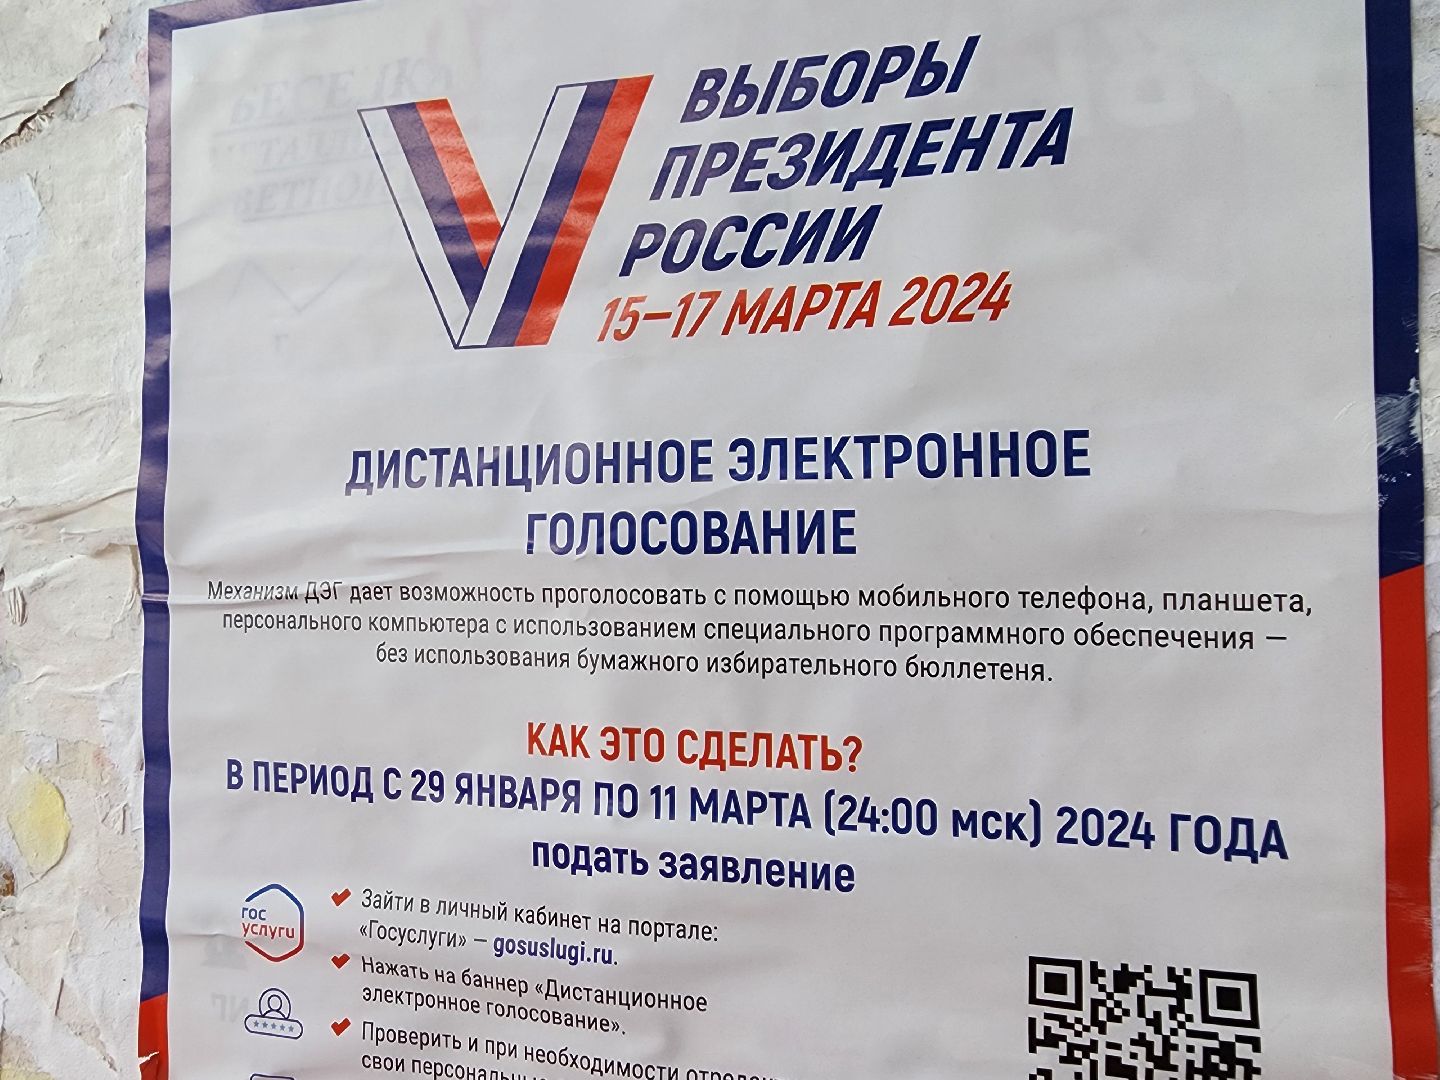 ВЫБОРЫ
ПРЕЗИДЕНТА
РОССИИ
15–17 МАРТА 2024
ДИСТАНЦИОННОЕ ЭЛЕКТРОННОЕ
ГОЛОСОВАНИЕ
Механизм ДЭГ дает возможность проголосовать с помощью мобильного телефона, планшета,
персонального компьютера с использованием специального программного обеспечения —
без использования бумажного избирательного бюллетеня.
КАК ЭТО СДЕЛАТЬ?
В ПЕРИОД С 29 ЯНВАРЯ ПО 11 МАРТА (24:00 мск) 2024 ГОДА
подать заявление
гос
услуги
Зайти в личный кабинет на портале:
«Госуслуги» — gosuslugi.ru.
Нажать на баннер «Дистанционное
электронное голосование».
Проверить и при необходимости
свои